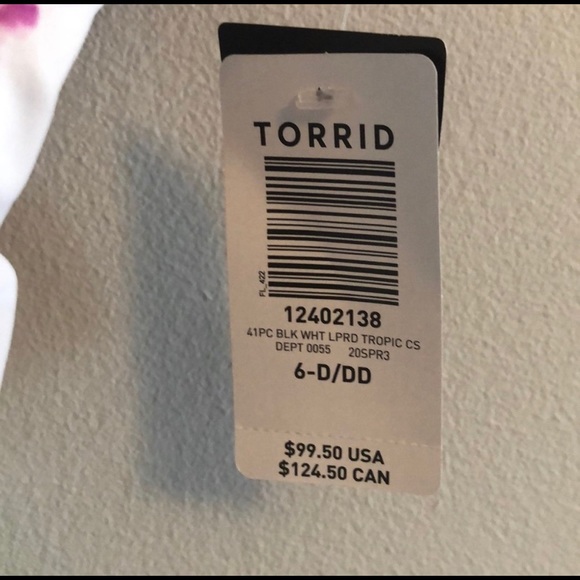 TORRID
FL_422
12402138
41PC BLK WHT LPRD TROPIC CS
DEPT 0055 20SPR3
6-D/DD
$99.50 USA
$124.50 CAN